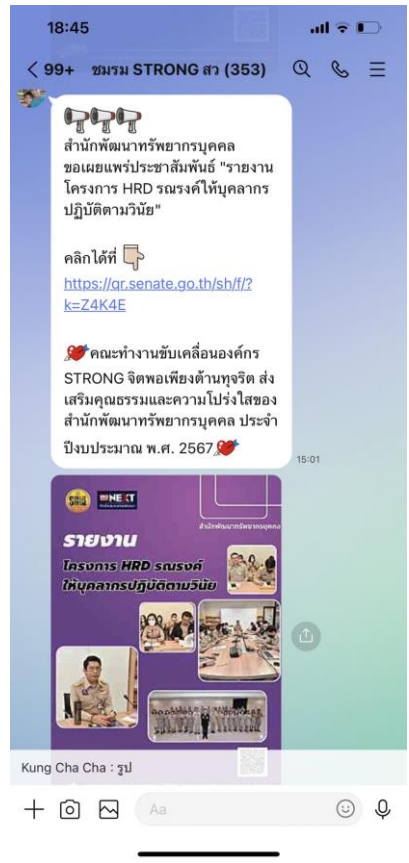 18:45
99+ ชมรม STRONG สว (353)
สำนักพัฒนาทรัพยากรบุคคล
ขอเผยแพร่ประชาสัมพันธ์ "รายงาน
โครงการ HRD รณรงค์ให้บุคลากร
ปฏิบัติตามวินัย"
คลิกได้ที่
https://qr.senate.go.th/sh/f/?
k=Z4K4E
คณะทำงานขับเคลื่อนองค์กร
STRONG จิตพอเพียงต้านทุจริต ส่ง
เสริมคุณธรรมและความโปร่งใสของ
สำนักพัฒนาทรัพยากรบุคคล ประจำ
ปีงบประมาณ พ.ศ. 2567
15:01
NEXT
สำนักพัฒนาทรัพยากรบุคคล
รายงาน
โครงการ HRD รณรงค์
ให้บุคลากรปฏิบัติตามวินัย
Kung Cha Cha : รูป
Aa